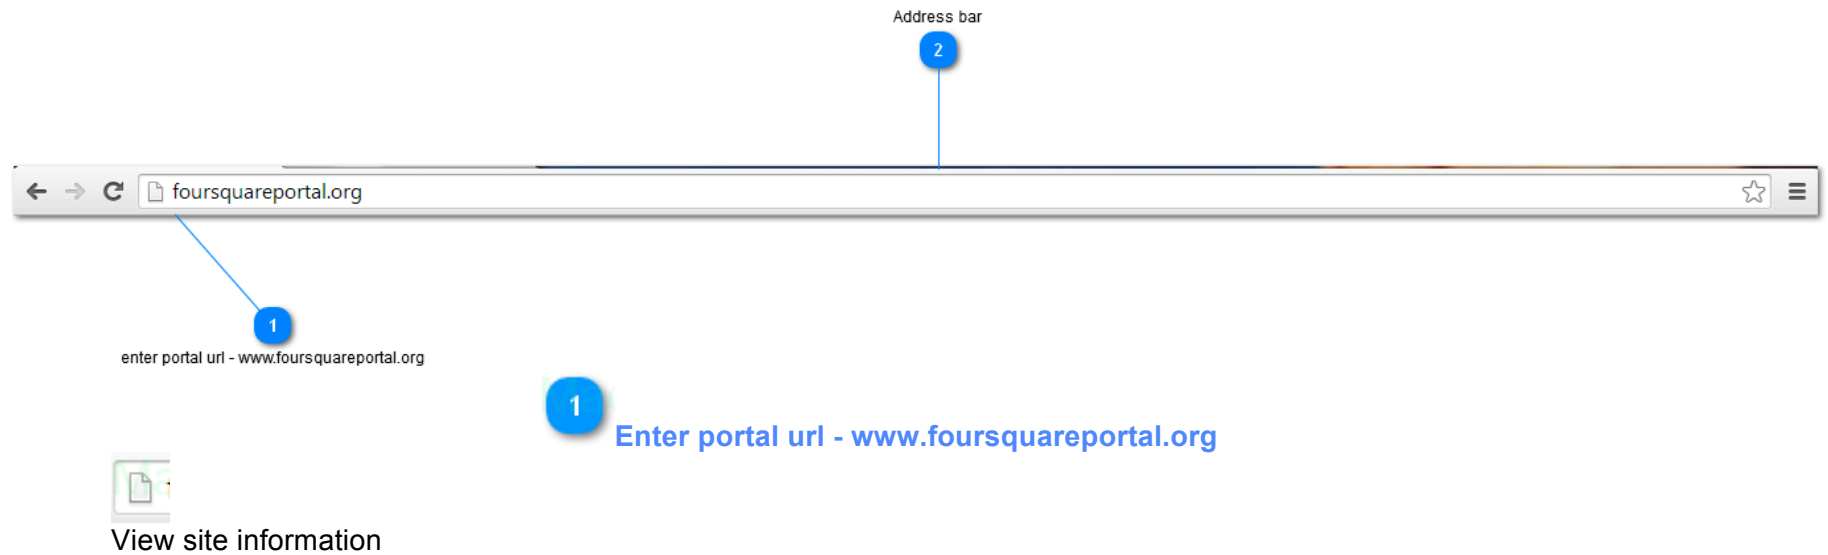 Address bar
2
foursquareportal.org
1
enter portal url - www.foursquareportal.org
1
Enter portal url - www.foursquareportal.org
View site information